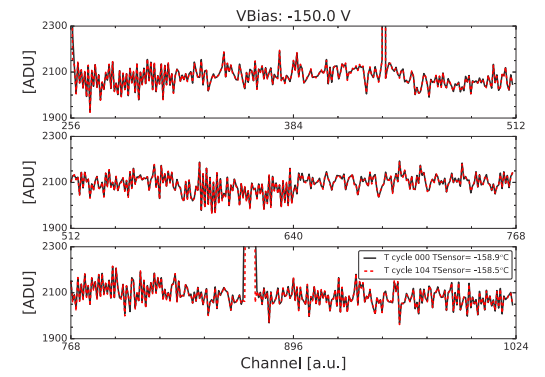 VBias: -150.0 V
2300
2100
1900
[ADU]
256 384 512
2300
2100
1900
[ADU]
512 640 768
2300
2100
1900
[ADU]
T cycle 000 TSensor= -158.9°C
T cycle 104 TSensor= -158.5°C
768 896 1024
Channel [a.u.]